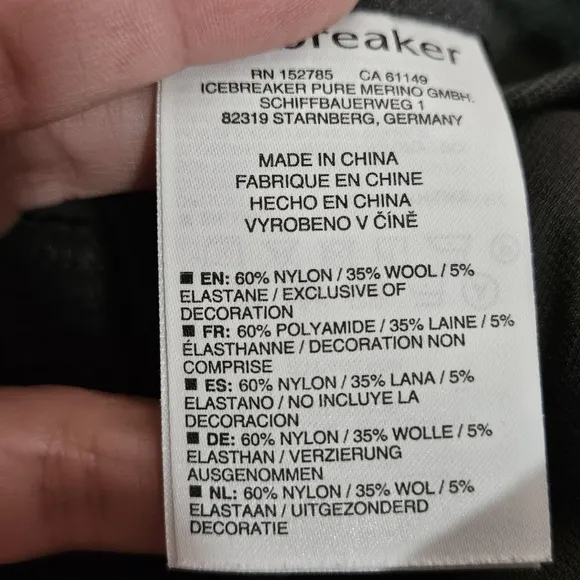 breaker
RN 152785 CA 61149
ICEBREAKER PURE MERINO GMBH.
SCHIFFBAUERWEG 1
82319 STARNBERG, GERMANY
MADE IN CHINA
FABRIQUE EN CHINE
HECHO EN CHINA
VYROBENO V ČÍNĚ
EN: 60% NYLON / 35% WOOL / 5%
ELASTANE / EXCLUSIVE OF
DECORATION
FR: 60% POLYAMIDE / 35% LAINE / 5%
ÉLASTHANNE / DECORATION NON
COMPRISE
ES: 60% NYLON / 35% LANA / 5%
ELASTANO / NO INCLUYE LA
DECORACION
DE: 60% NYLON / 35% WOLLE / 5%
ELASTHAN / VERZIERUNG
AUSGENOMMEN
NL: 60% NYLON / 35% WOL / 5%
ELASTAAN / UITGEZONDERD
DECORATIE